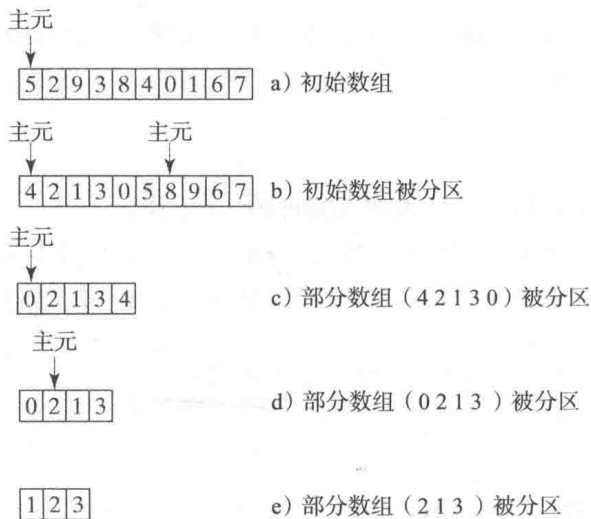 主元
5 2 9 3 8 4 0 1 6 7 a）初始数组
主元 主元
4 2 1 3 0 5 8 9 6 7 b）初始数组被分区
主元
0 2 1 3 4 c）部分数组（4 2 1 3 0）被分区
主元
0 2 1 3 d）部分数组（0 2 1 3 ）被分区
1 2 3 e）部分数组（2 1 3 ）被分区